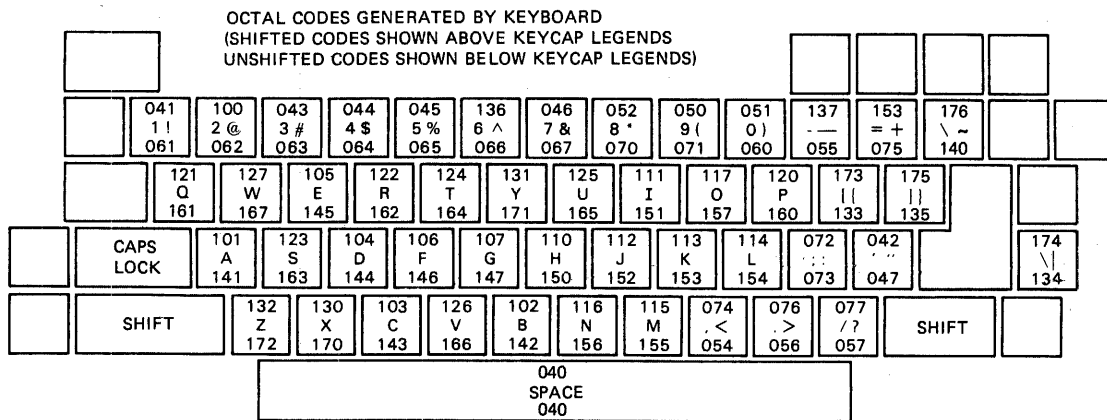 OCTAL CODES GENERATED BY KEYBOARD
(SHIFTED CODES SHOWN ABOVE KEYCAP LEGENDS
UNSHIFTED CODES SHOWN BELOW KEYCAP LEGENDS)
041 100 043 044 045 136 046 052 050 051 137 153 176
1 ! 2 @ 3 # 4 $ 5 % 6 ^ 7 & 8 * 9 ( 0 ) - — = + \ ~
061 062 063 064 065 066 067 070 071 060 055 075 140
121 127 105 122 124 131 125 111 117 120 173 175
Q W E R T Y U I O P [{ ]}
161 167 145 162 164 171 165 151 157 160 133 135
CAPS LOCK
101 123 104 106 107 110 112 113 114 072 042 174
A S D F G H J K L ; : ' " \|
141 163 144 146 147 150 152 153 154 073 047 134
132 130 103 126 102 116 115 074 076 077
SHIFT Z X C V B N M , < . > / ? SHIFT
172 170 143 166 142 156 155 054 056 057
040
SPACE
040